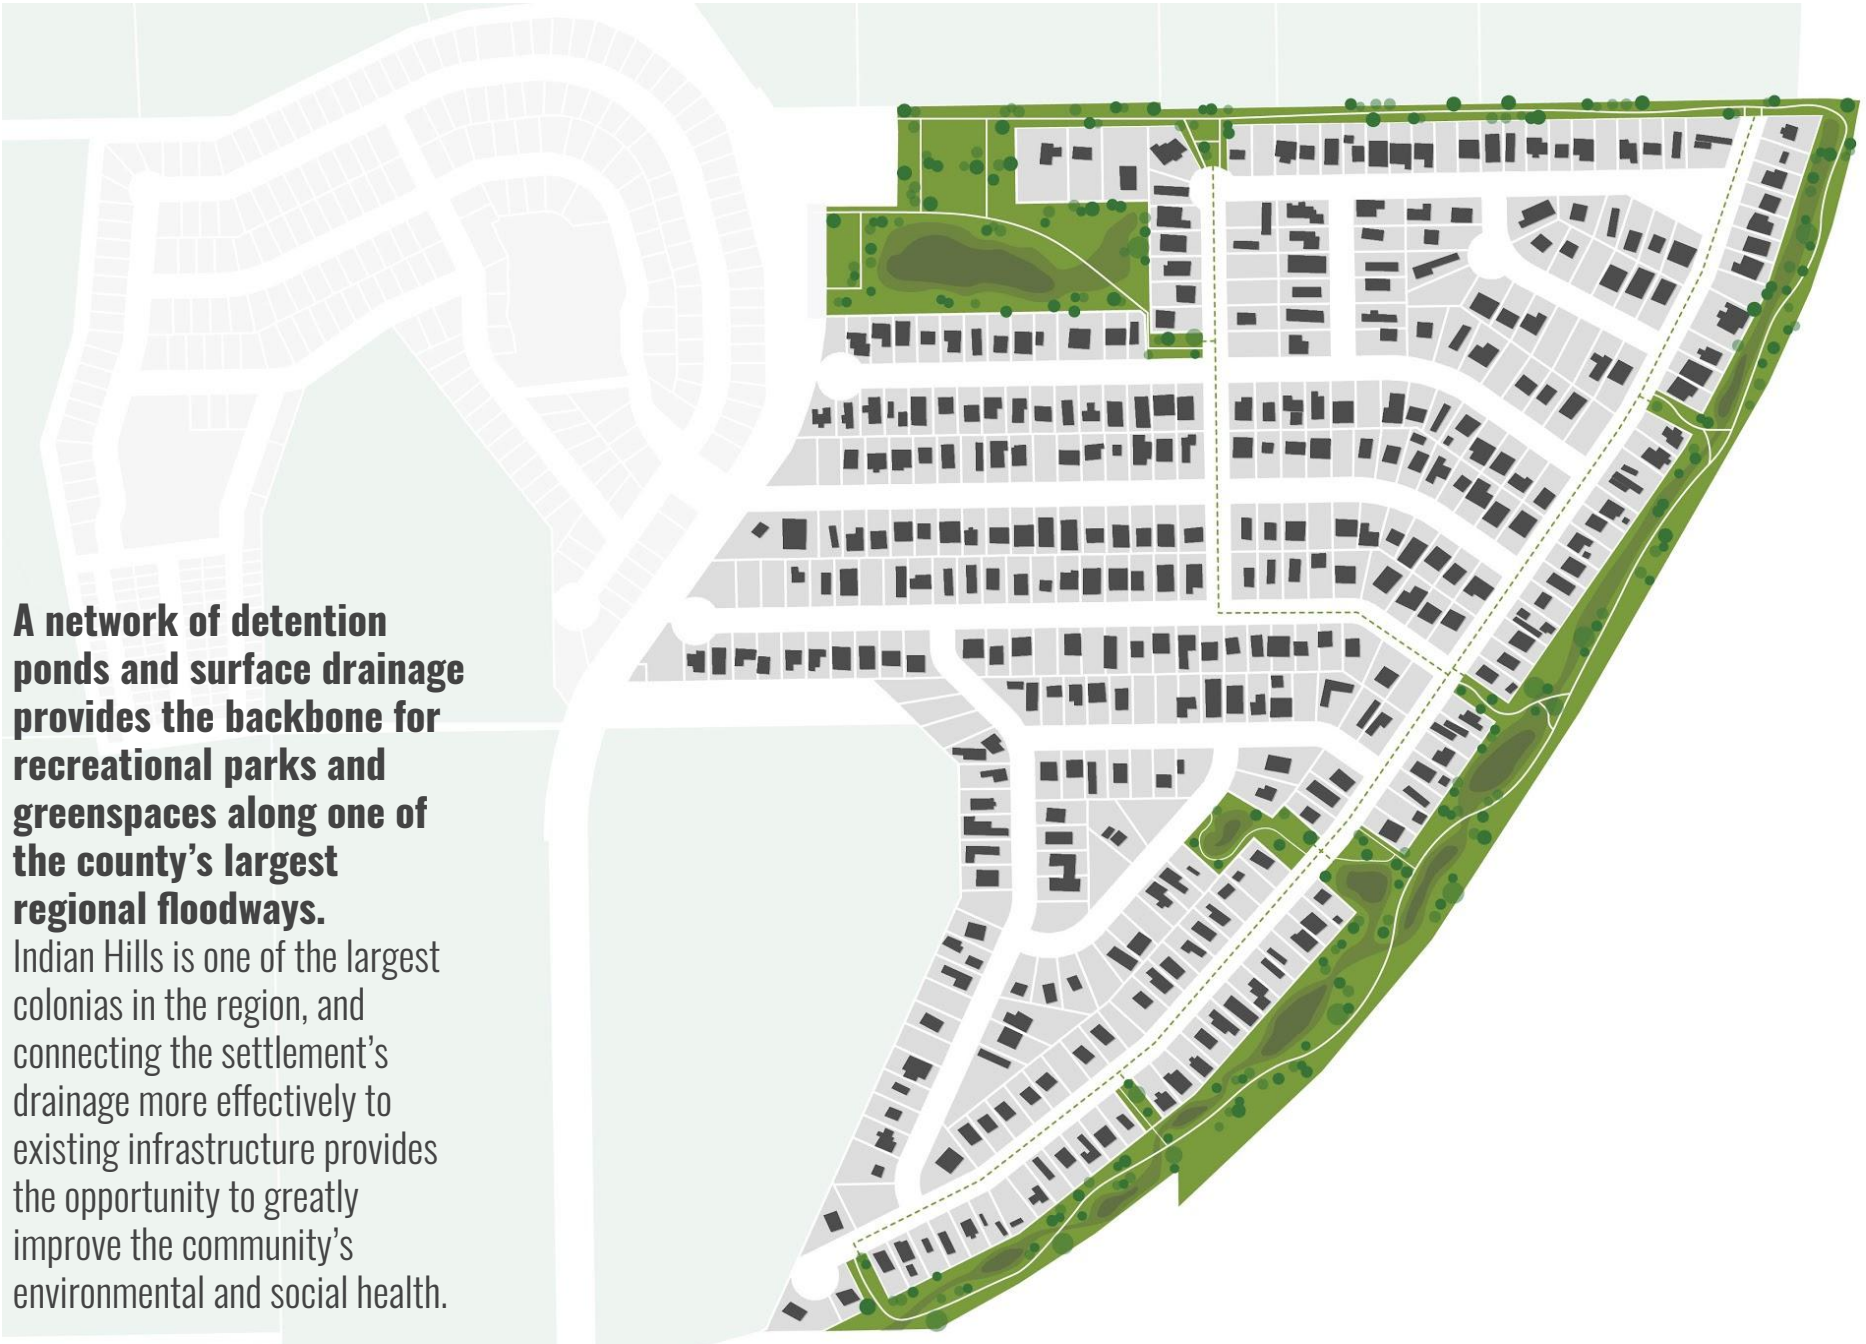 A network of detention
ponds and surface drainage
provides the backbone for
recreational parks and
greenspaces along one of
the county’s largest
regional floodways.
Indian Hills is one of the largest
colonias in the region, and
connecting the settlement’s
drainage more effectively to
existing infrastructure provides
the opportunity to greatly
improve the community’s
environmental and social health.